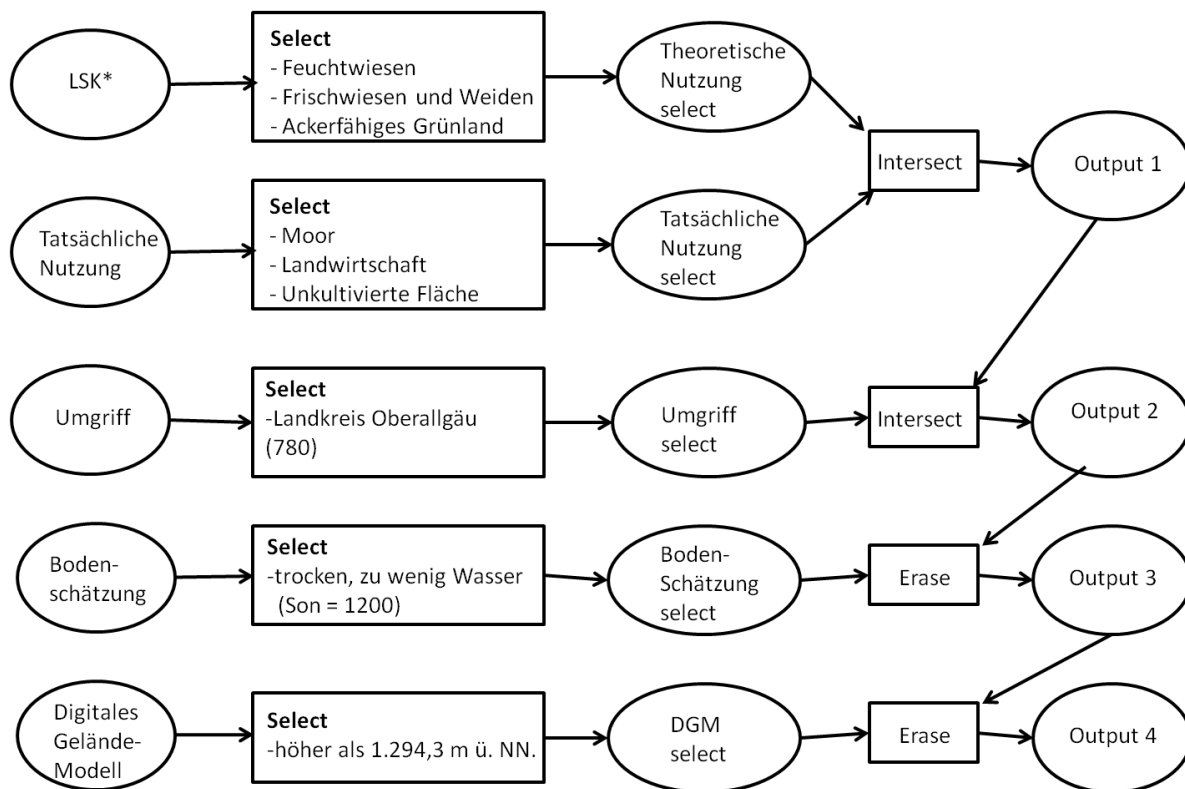 LSK*
Select
- Feuchtwiesen
- Frischwiesen und Weiden
- Ackerfähiges Grünland
Theoretische
Nutzung
select
Intersect
Output 1
Tatsächliche
Nutzung
Select
- Moor
- Landwirtschaft
- Unkultivierte Fläche
Tatsächliche
Nutzung
select
Umgriff
Select
-Landkreis Oberallgäu
(780)
Umgriff
select
Intersect
Output 2
Boden-
schätzung
Select
-trocken, zu wenig Wasser
(Son = 1200)
Boden-
Schätzung
select
Erase
Output 3
Digitales
Gelände-
Modell
Select
-höher als 1.294,3 m ü. NN.
DGM
select
Erase
Output 4